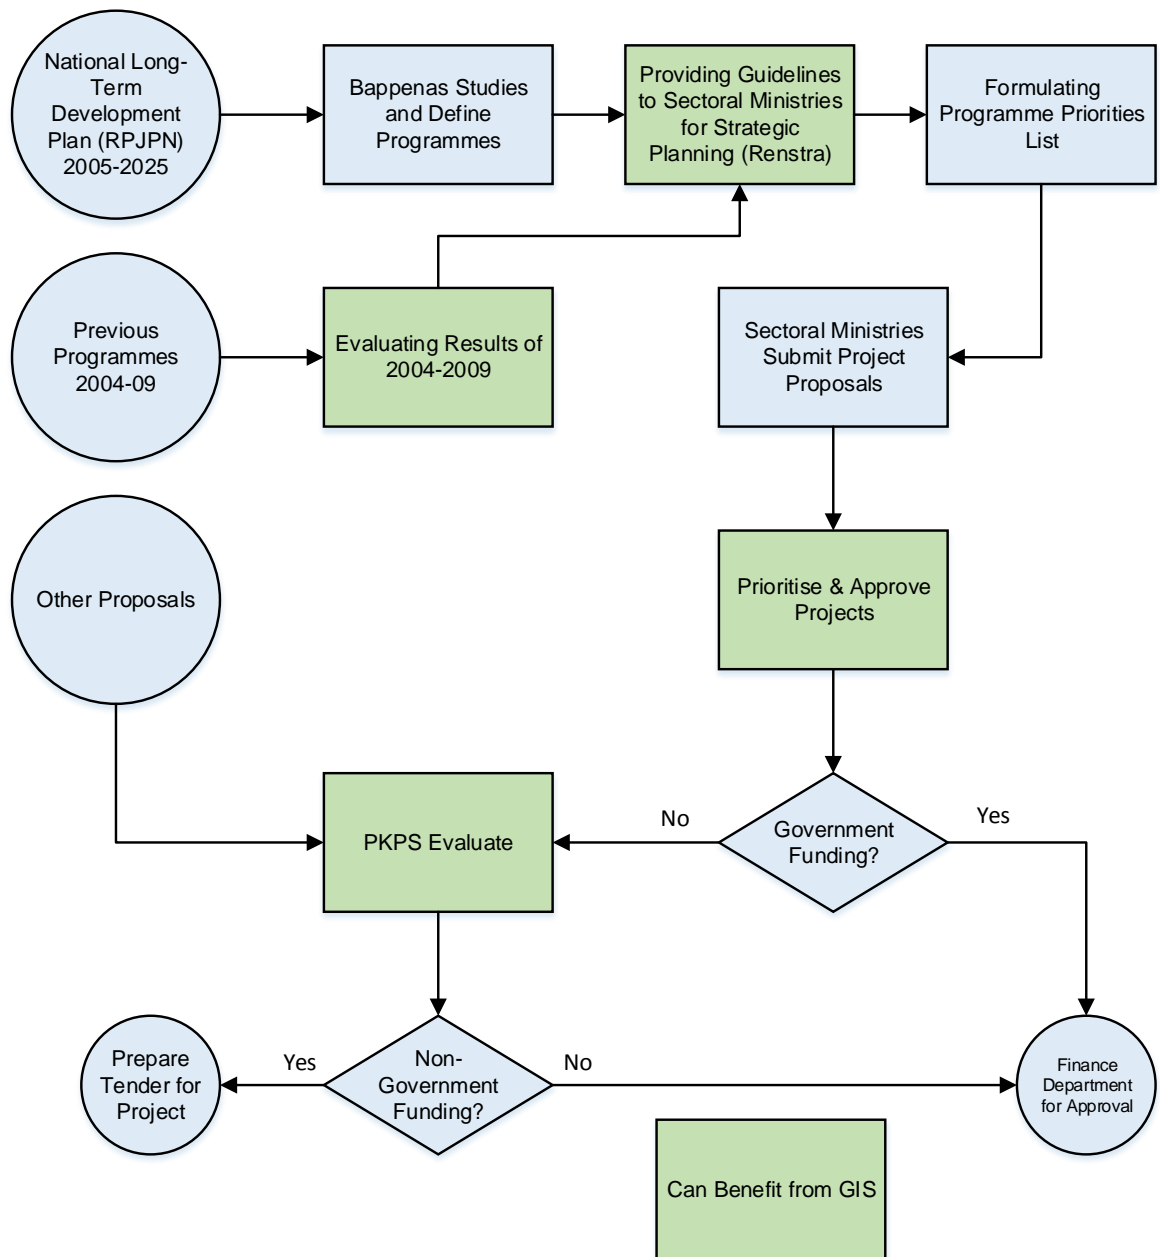 National Long-
Term
Development
Plan (RPJPN)
2005-2025
Bappenas Studies
and Define
Programmes
Providing Guidelines
to Sectoral Ministries
for Strategic
Planning (Renstra)
Formulating
Programme Priorities
List
Previous
Programmes
2004-09
Evaluating Results of
2004-2009
Sectoral Ministries
Submit Project
Proposals
Other Proposals
Prioritise & Approve
Projects
PKPS Evaluate
No
Government
Funding?
Yes
Prepare
Tender for
Project
Yes
Non-
Government
Funding?
No
Finance
Department
for Approval
Can Benefit from GIS